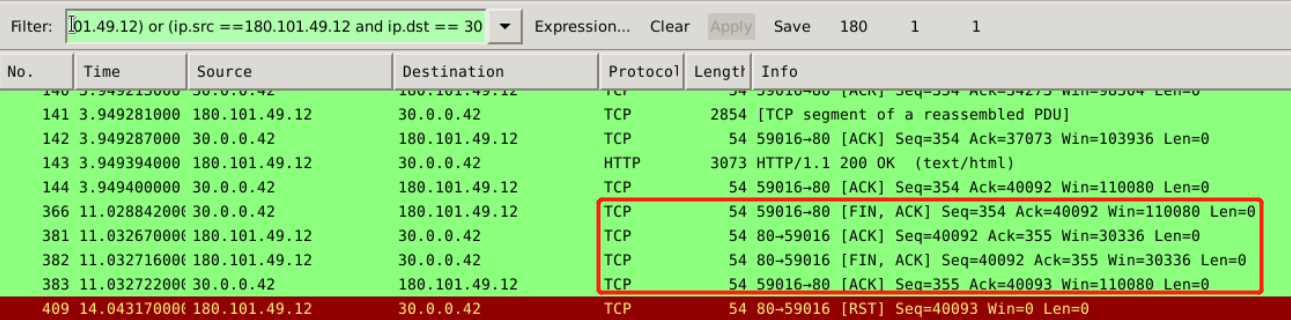 Filter: 01.49.12) or (ip.src ==180.101.49.12 and ip.dst == 30 Expression... Clear Apply Save 180 1 1
No. Time Source Destination Protocol Length Info
140 3.949213000 30.0.0.42 180.101.49.12 TCP 54 59016→80 [ACK] Seq=354 Ack=34273 Win=98304 Len=0
141 3.949281000 180.101.49.12 30.0.0.42 TCP 2854 [TCP segment of a reassembled PDU]
142 3.949287000 30.0.0.42 180.101.49.12 TCP 54 59016→80 [ACK] Seq=354 Ack=37073 Win=103936 Len=0
143 3.949394000 180.101.49.12 30.0.0.42 HTTP 3073 HTTP/1.1 200 OK (text/html)
144 3.949400000 30.0.0.42 180.101.49.12 TCP 54 59016→80 [ACK] Seq=354 Ack=40092 Win=110080 Len=0
366 11.028842000 30.0.0.42 180.101.49.12 TCP 54 59016→80 [FIN, ACK] Seq=354 Ack=40092 Win=110080 Len=0
381 11.032670000 180.101.49.12 30.0.0.42 TCP 54 80→59016 [ACK] Seq=40092 Ack=355 Win=30336 Len=0
382 11.032716000 180.101.49.12 30.0.0.42 TCP 54 80→59016 [FIN, ACK] Seq=40092 Ack=355 Win=30336 Len=0
383 11.032722000 30.0.0.42 180.101.49.12 TCP 54 59016→80 [ACK] Seq=355 Ack=40093 Win=110080 Len=0
409 14.043170000 180.101.49.12 30.0.0.42 TCP 54 80→59016 [RST] Seq=40093 Win=0 Len=0